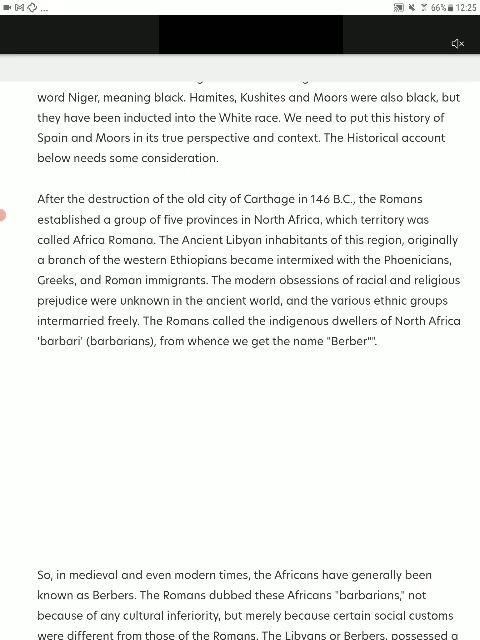 ... 66% 12:25
word Niger, meaning black. Hamites, Kushites and Moors were also black, but
they have been inducted into the White race. We need to put this history of
Spain and Moors in its true perspective and context. The Historical account
below needs some consideration.
After the destruction of the old city of Carthage in 146 B.C., the Romans
established a group of five provinces in North Africa, which territory was
called Africa Romana. The Ancient Libyan inhabitants of this region, originally
a branch of the western Ethiopians became intermixed with the Phoenicians,
Greeks, and Roman immigrants. The modern obsessions of racial and religious
prejudice were unknown in the ancient world, and the various ethnic groups
intermarried freely. The Romans called the indigenous dwellers of North Africa
'barbari' (barbarians), from whence we get the name "Berber"".
So, in medieval and even modern times, the Africans have generally been
known as Berbers. The Romans dubbed these Africans "barbarians," not
because of any cultural inferiority, but merely because certain social customs
were different from those of the Romans. The Libyans or Berbers, possessed a